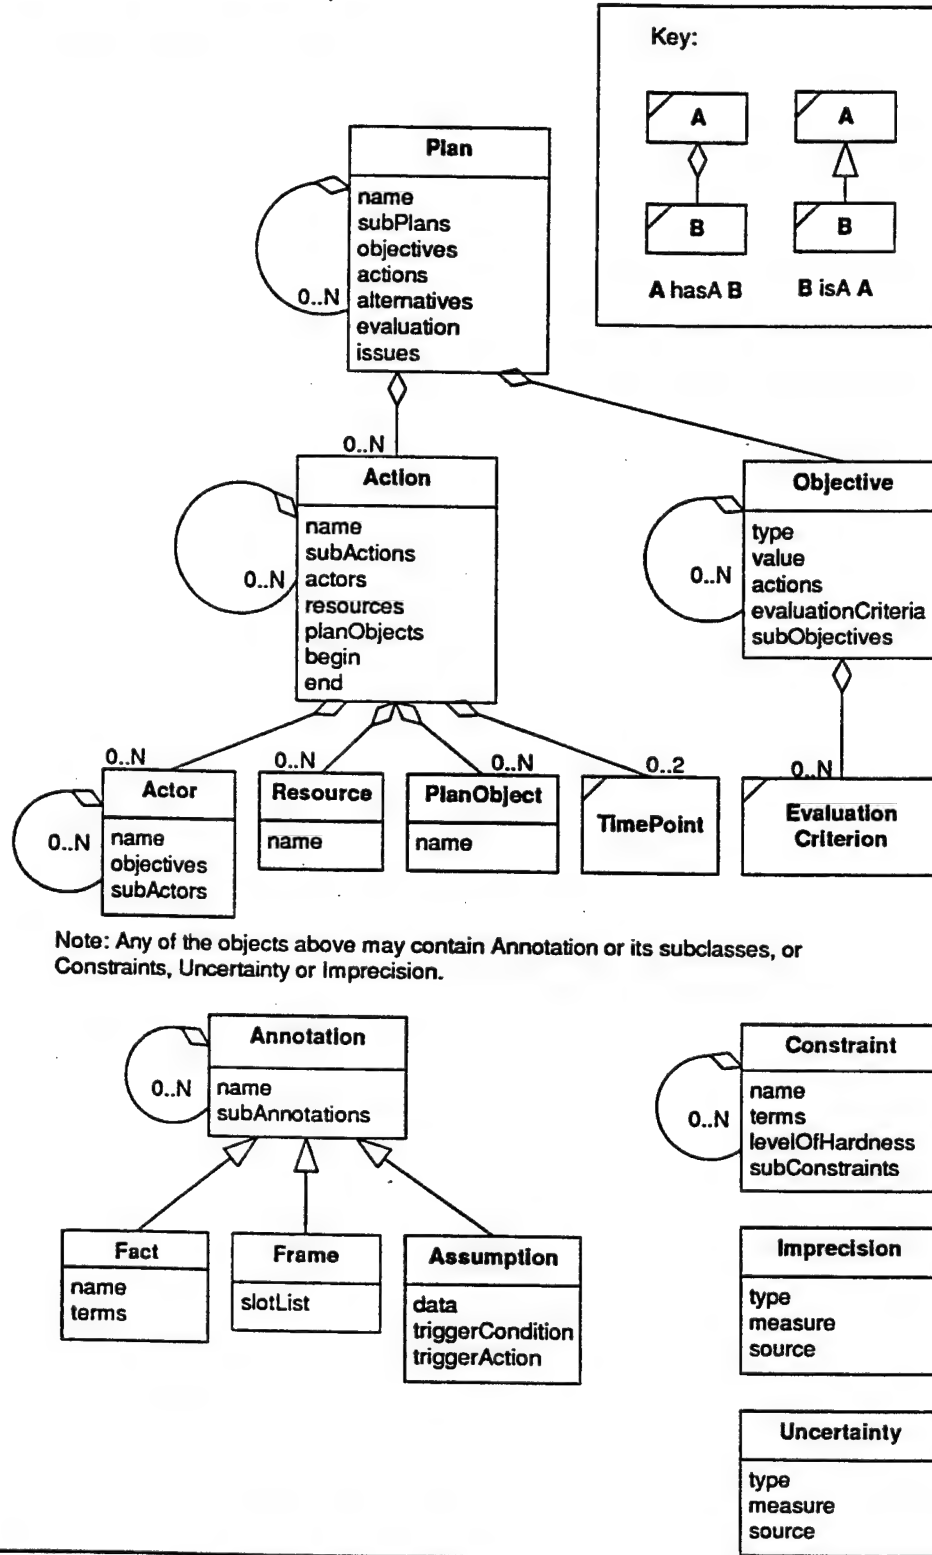 Key:
A
A
B
B
A hasA B
B isA A
Plan
name
subPlans
objectives
actions
0..N
alternatives
evaluation
issues
0..N
Action
name
subActions
0..N
actors
resources
planObjects
begin
end
Objective
type
value
0..N
actions
evaluationCriteria
subObjectives
0..N
0..N
0..N
0..2
0..N
Actor
0..N
name
objectives
subActors
Resource
name
PlanObject
name
TimePoint
Evaluation
Criterion
Note: Any of the objects above may contain Annotation or its subclasses, or
Constraints, Uncertainty or Imprecision.
Annotation
0..N
name
subAnnotations
Constraint
name
0..N
terms
levelOfHardness
subConstraints
Fact
name
terms
Frame
slotList
Assumption
data
triggerCondition
triggerAction
Imprecision
type
measure
source
Uncertainty
type
measure
source